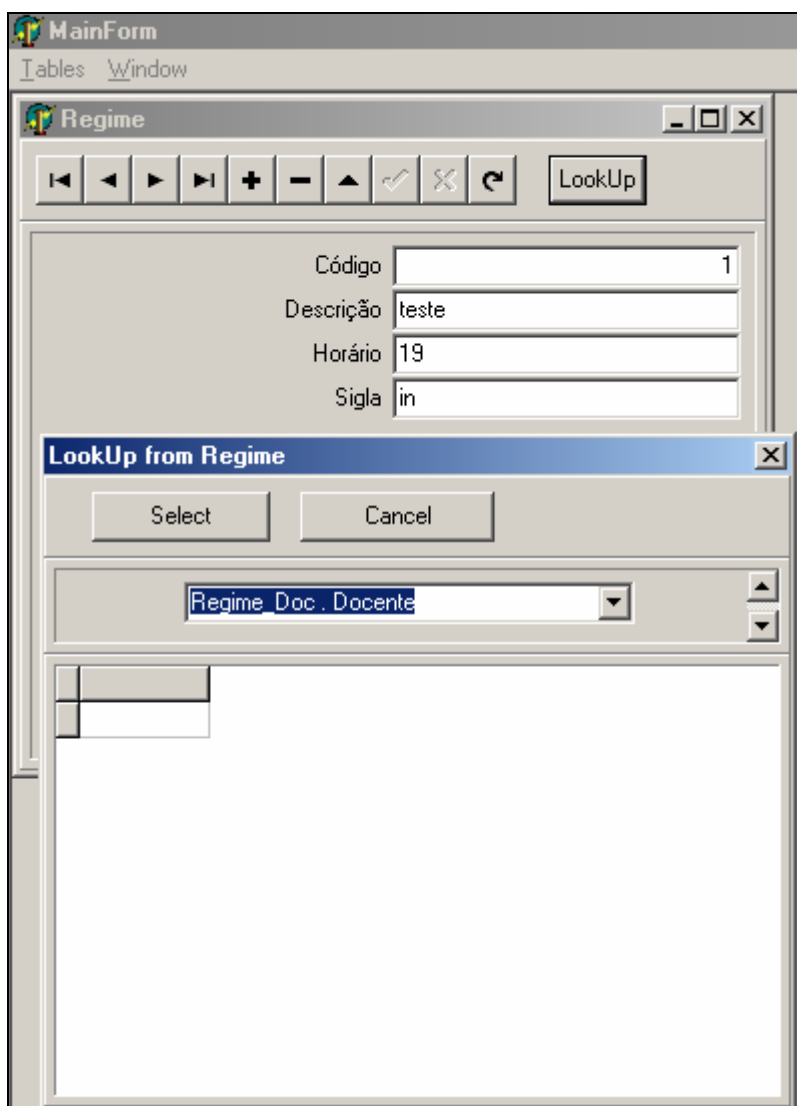 MainForm
Tables Window
Regime
LookUp
Código 1
Descrição teste
Horário 19
Sigla in
LookUp from Regime
Select Cancel
Regime_Doc . Docente